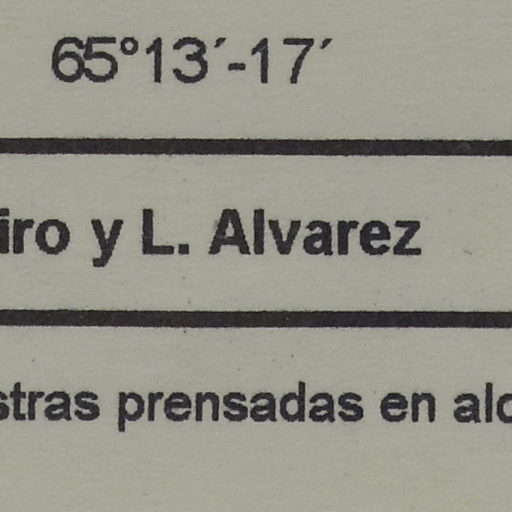 65°13´-17´
iro y L. Alvarez
stras prensadas en alc